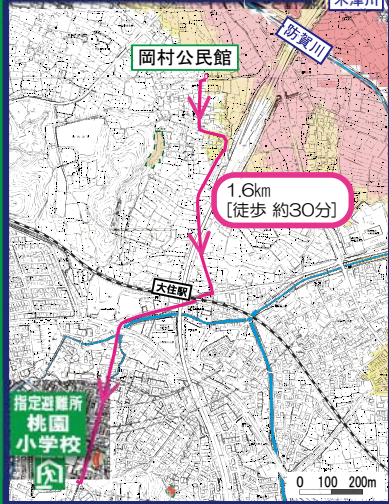 木津川
防賀川
岡村公民館
1.6km
[徒歩 約30分]
大住駅
指定避難所
桃園
小学校
0 100 200m